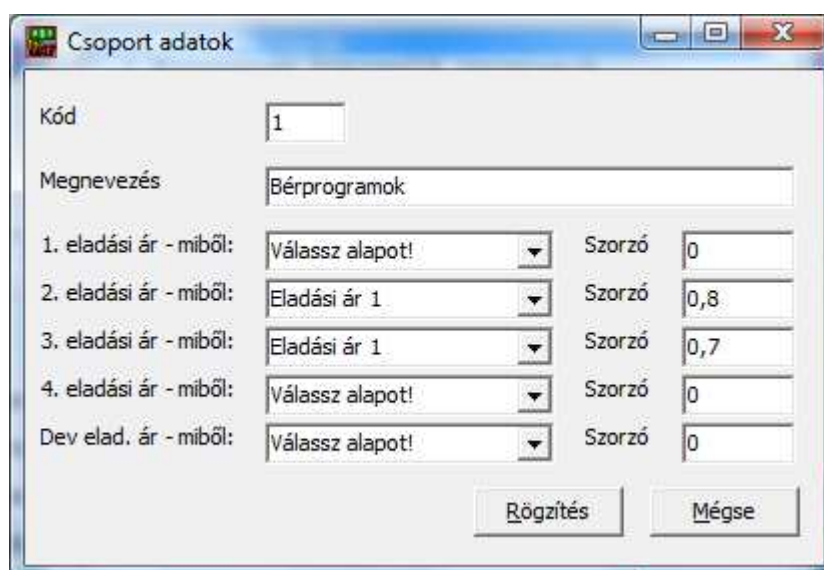 Csoport adatok
Kód 1
Megnevezés Bérprogramok
1. eladási ár - miből: Válassz alapot! Szorzó 0
2. eladási ár - miből: Eladási ár 1 Szorzó 0,8
3. eladási ár - miből: Eladási ár 1 Szorzó 0,7
4. eladási ár - miből: Válassz alapot! Szorzó 0
Dev elad. ár - miből: Válassz alapot! Szorzó 0
Rögzítés Mégse